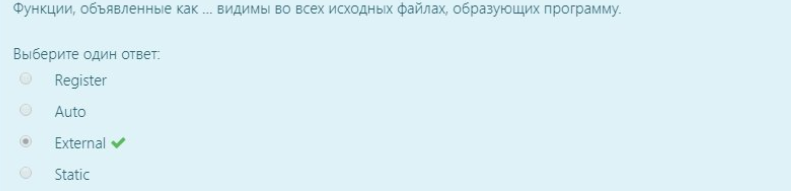 Функции, объявленные как ... видимы во всех исходных файлах, образующих программу.
Выберите один ответ:
Register
Auto
External
Static